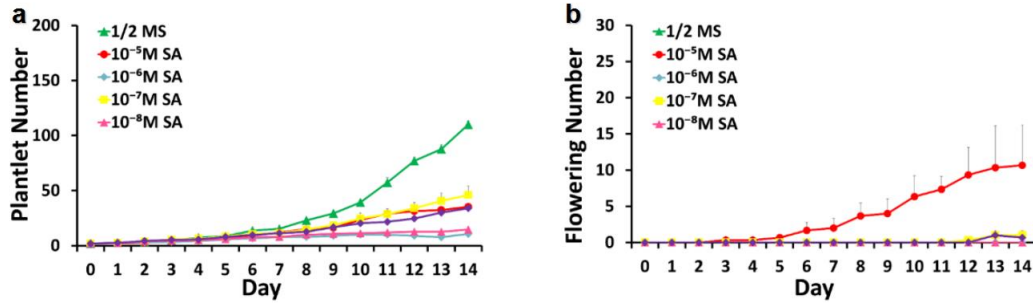 a
200
150
100
50
0
Plantlet Number
1/2 MS
10⁻⁵M SA
10⁻⁶M SA
10⁻⁷M SA
10⁻⁸M SA
0 1 2 3 4 5 6 7 8 9 10 11 12 13 14
Day
b
30
25
20
15
10
5
0
Flowering Number
1/2 MS
10⁻⁵M SA
10⁻⁶M SA
10⁻⁷M SA
10⁻⁸M SA
0 1 2 3 4 5 6 7 8 9 10 11 12 13 14
Day